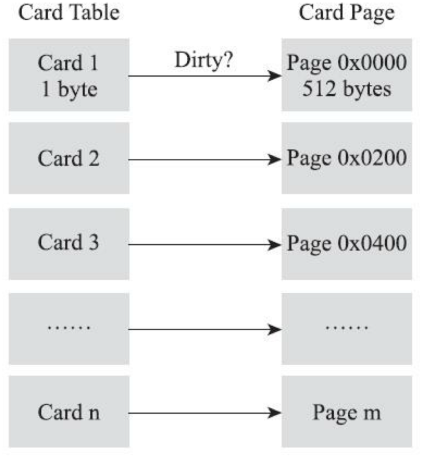 Card Table
Card Page
Card 1
1 byte
Dirty?
Page 0x0000
512 bytes
Card 2
Page 0x0200
Card 3
Page 0x0400
……
……
Card n
Page m